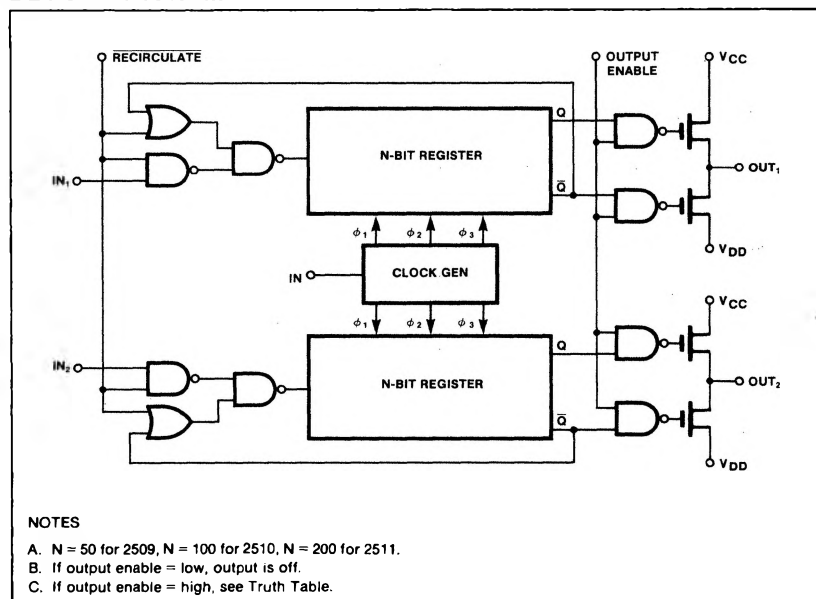 RECIRCULATE
OUTPUT
ENABLE
VCC
Q
N-BIT REGISTER
IN1
OUT1
Q
VDD
ϕ1 ϕ2 ϕ3
IN
CLOCK GEN
VCC
ϕ1 ϕ2 ϕ3
Q
IN2
N-BIT REGISTER
OUT2
Q
VDD
NOTES
A. N = 50 for 2509, N = 100 for 2510, N = 200 for 2511.
B. If output enable = low, output is off.
C. If output enable = high, see Truth Table.